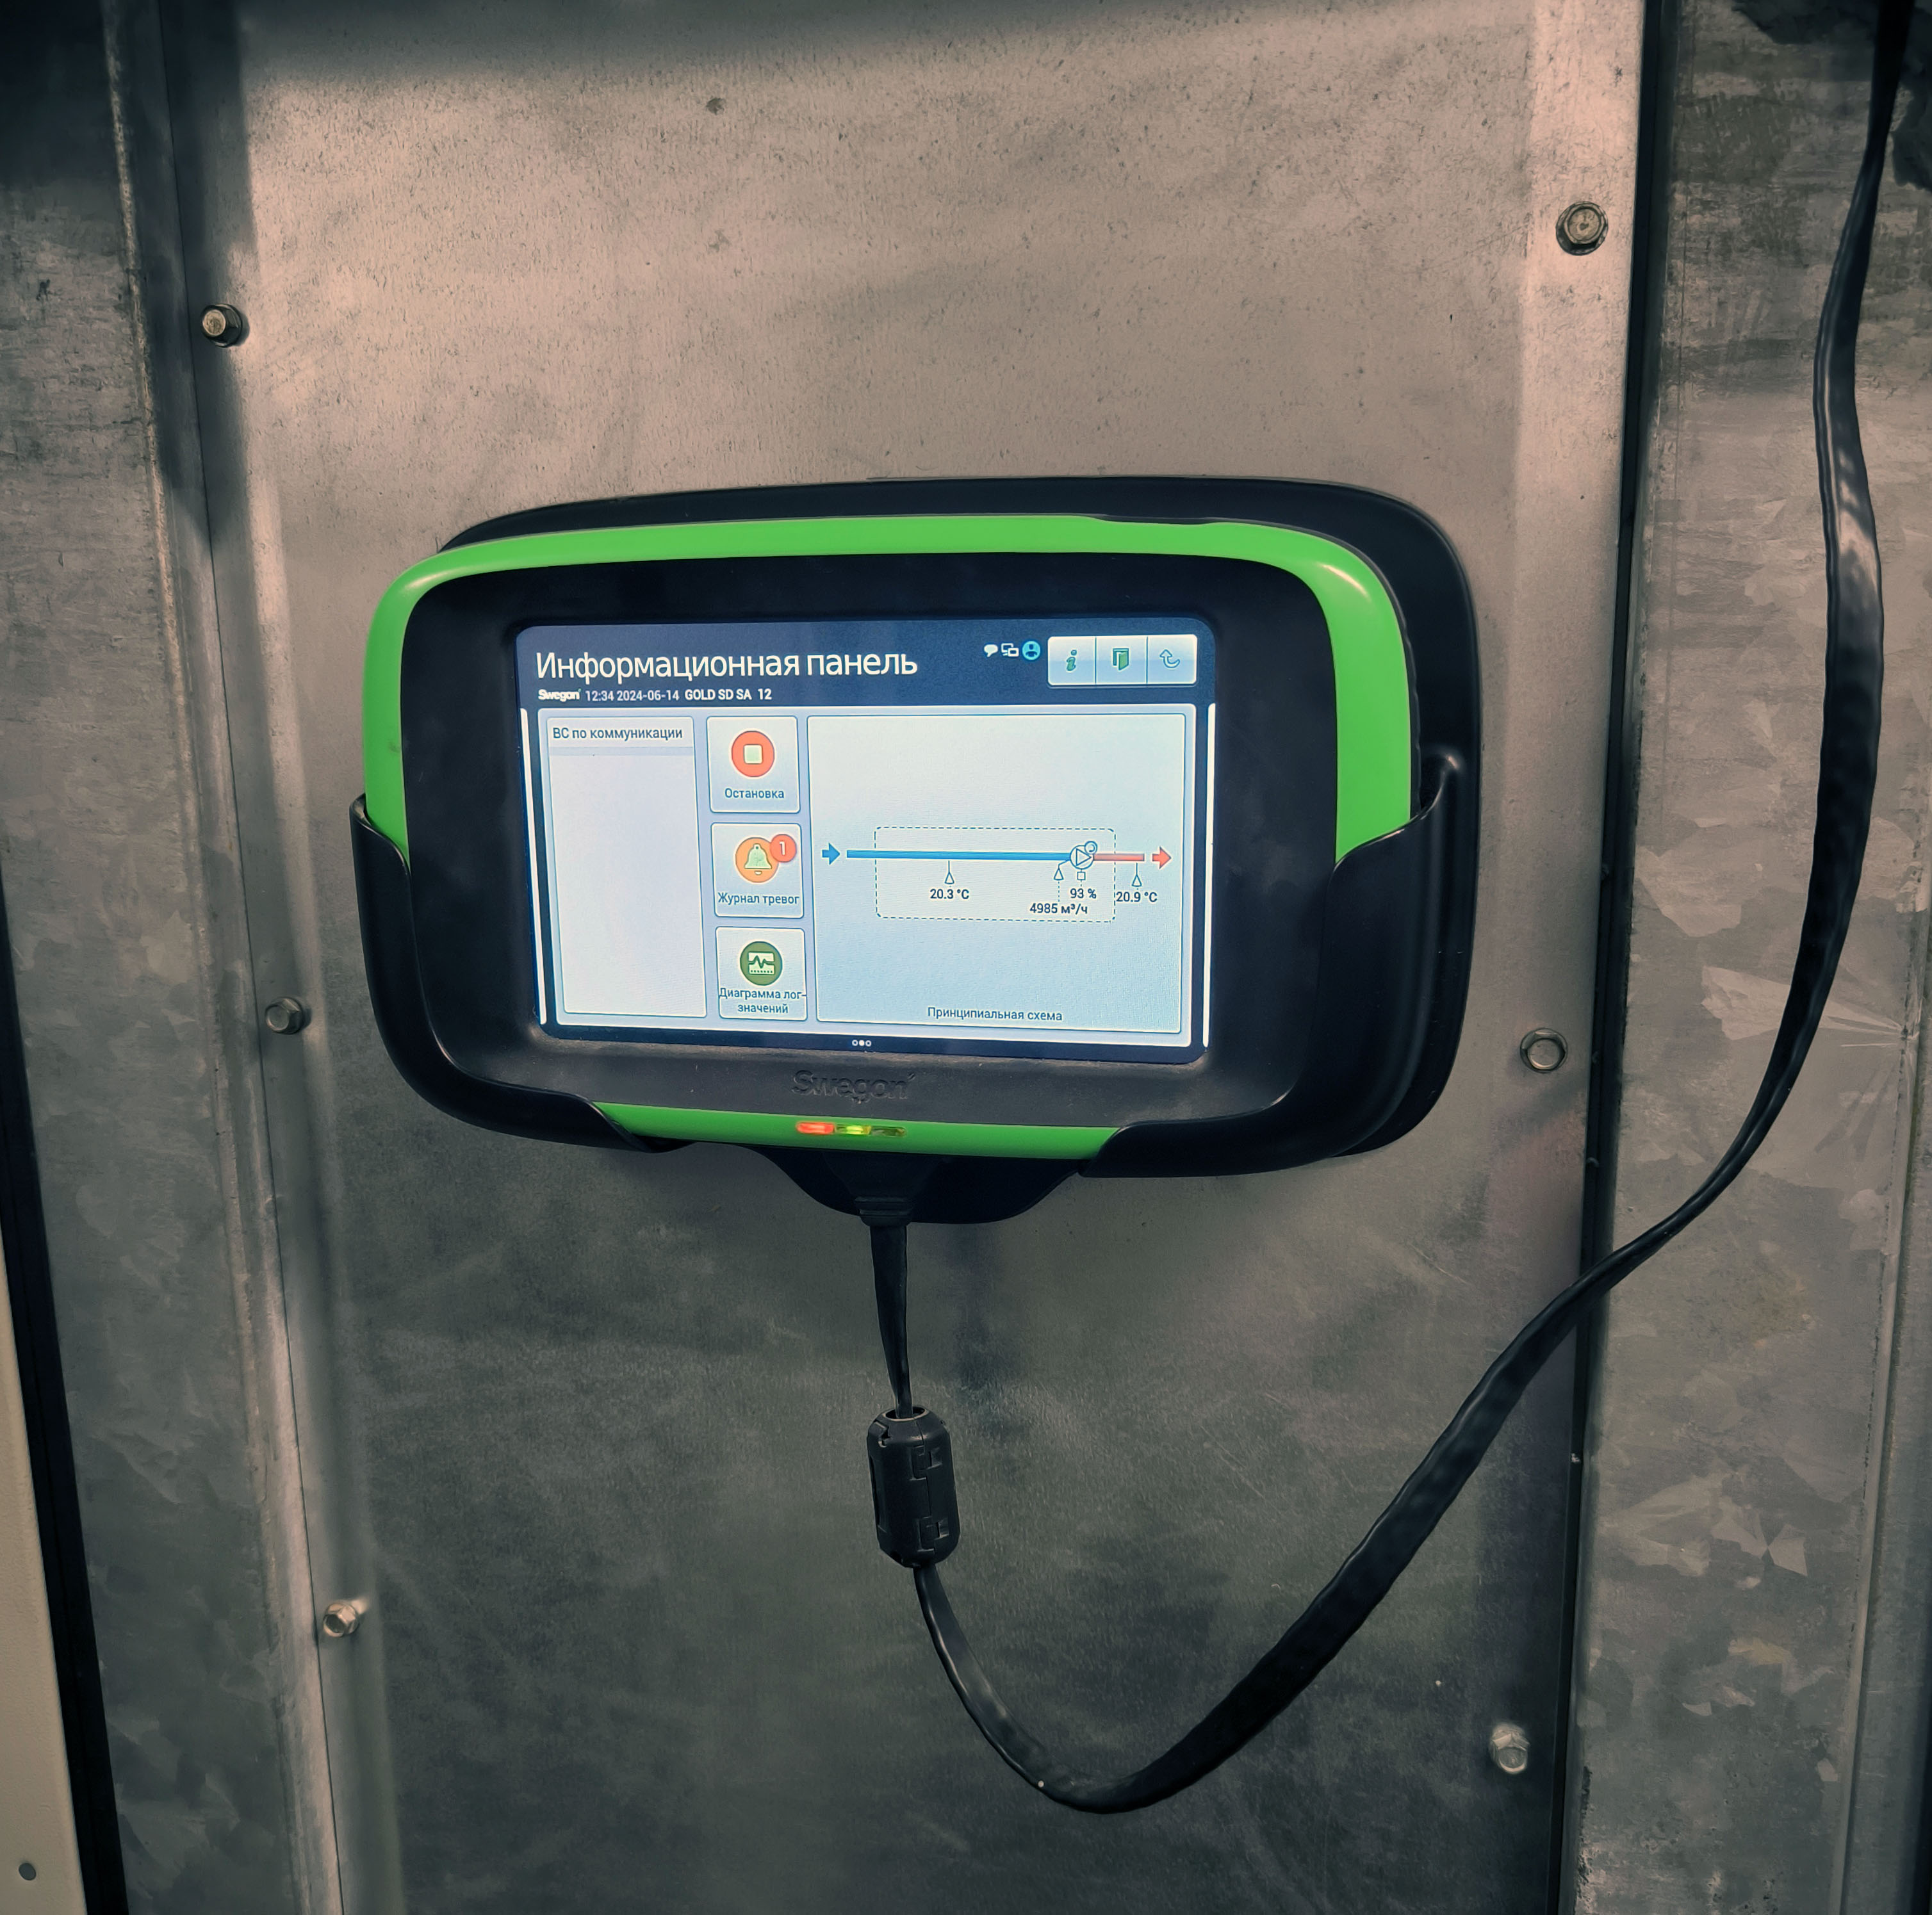 Информационная панель
Swegon 12:34 2024-06-14 GOLD SD SA 12
ВС по коммуникации
Остановка
1
Журнал тревог
Диаграмма лог-
значений
20.3 °C
93 %
20.9 °C
4985 м³/ч
Принципиальная схема
Swegon